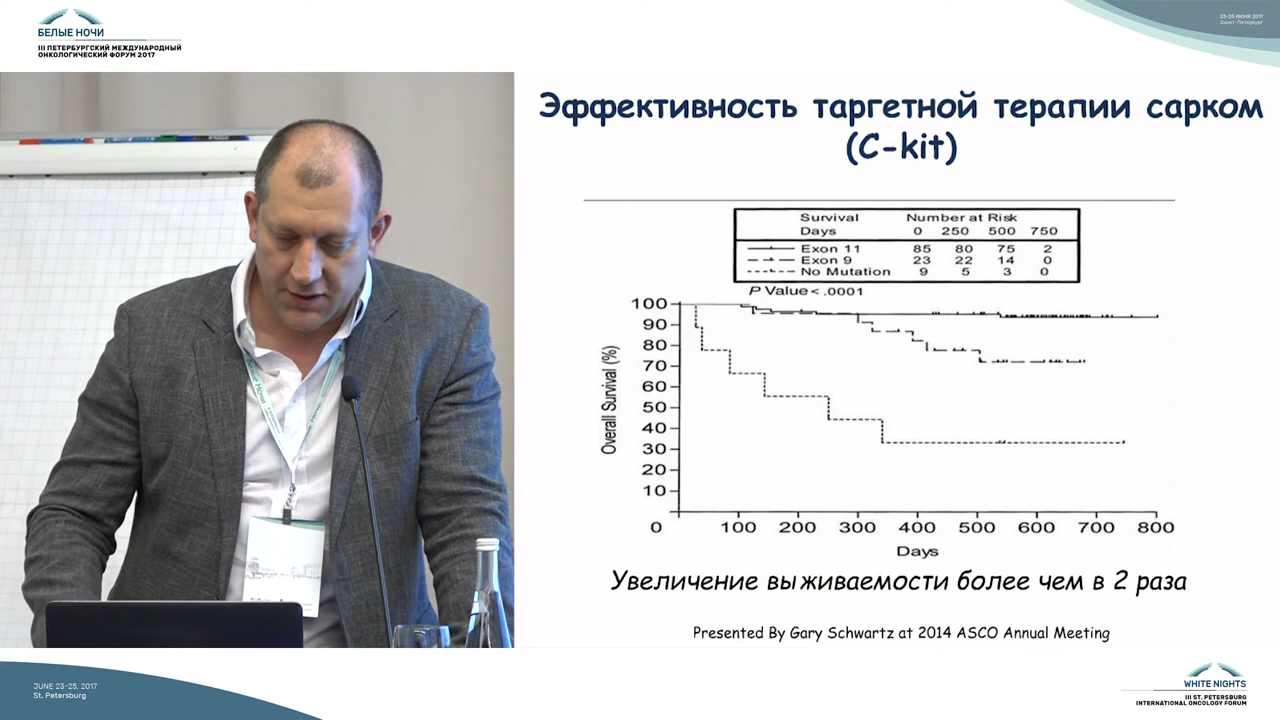 БЕЛЫЕ НОЧИ
III ПЕТЕРБУРГСКИЙ МЕЖДУНАРОДНЫЙ
ОНКОЛОГИЧЕСКИЙ ФОРУМ 2017
23-25 ИЮНЯ 2017
Санкт-Петербург
Эффективность таргетной терапии сарком
(C-kit)
Survival Number at Risk
Days 0 250 500 750
Exon 11 85 80 75 2
Exon 9 23 22 14 0
No Mutation 9 5 3 0
P Value < .0001
Overall Survival (%)
100
90
80
70
60
50
40
30
20
10
0 100 200 300 400 500 600 700 800
Days
Увеличение выживаемости более чем в 2 раза
Presented By Gary Schwartz at 2014 ASCO Annual Meeting
Белые Ночи
JUNE 23-25, 2017
St. Petersburg
WHITE NIGHTS
III ST. PETERSBURG
INTERNATIONAL ONCOLOGY FORUM